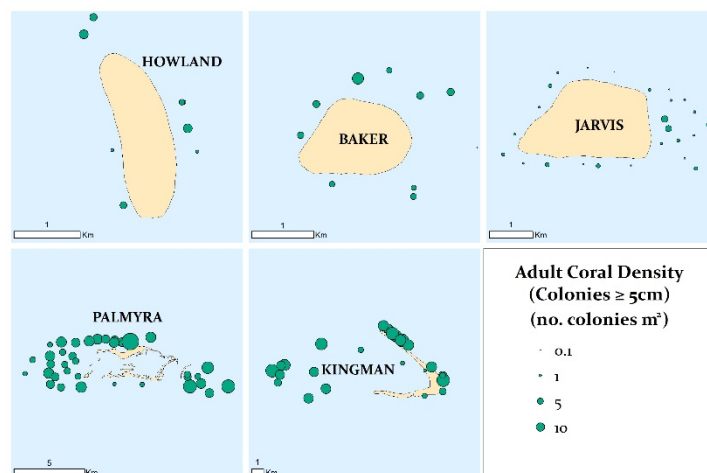 HOWLAND
1
Km
BAKER
1
Km
JARVIS
1
Km
PALMYRA
5
Km
KINGMAN
1
Km
Adult Coral Density
(Colonies ≥ 5cm)
(no. colonies m²)
0.1
1
5
10